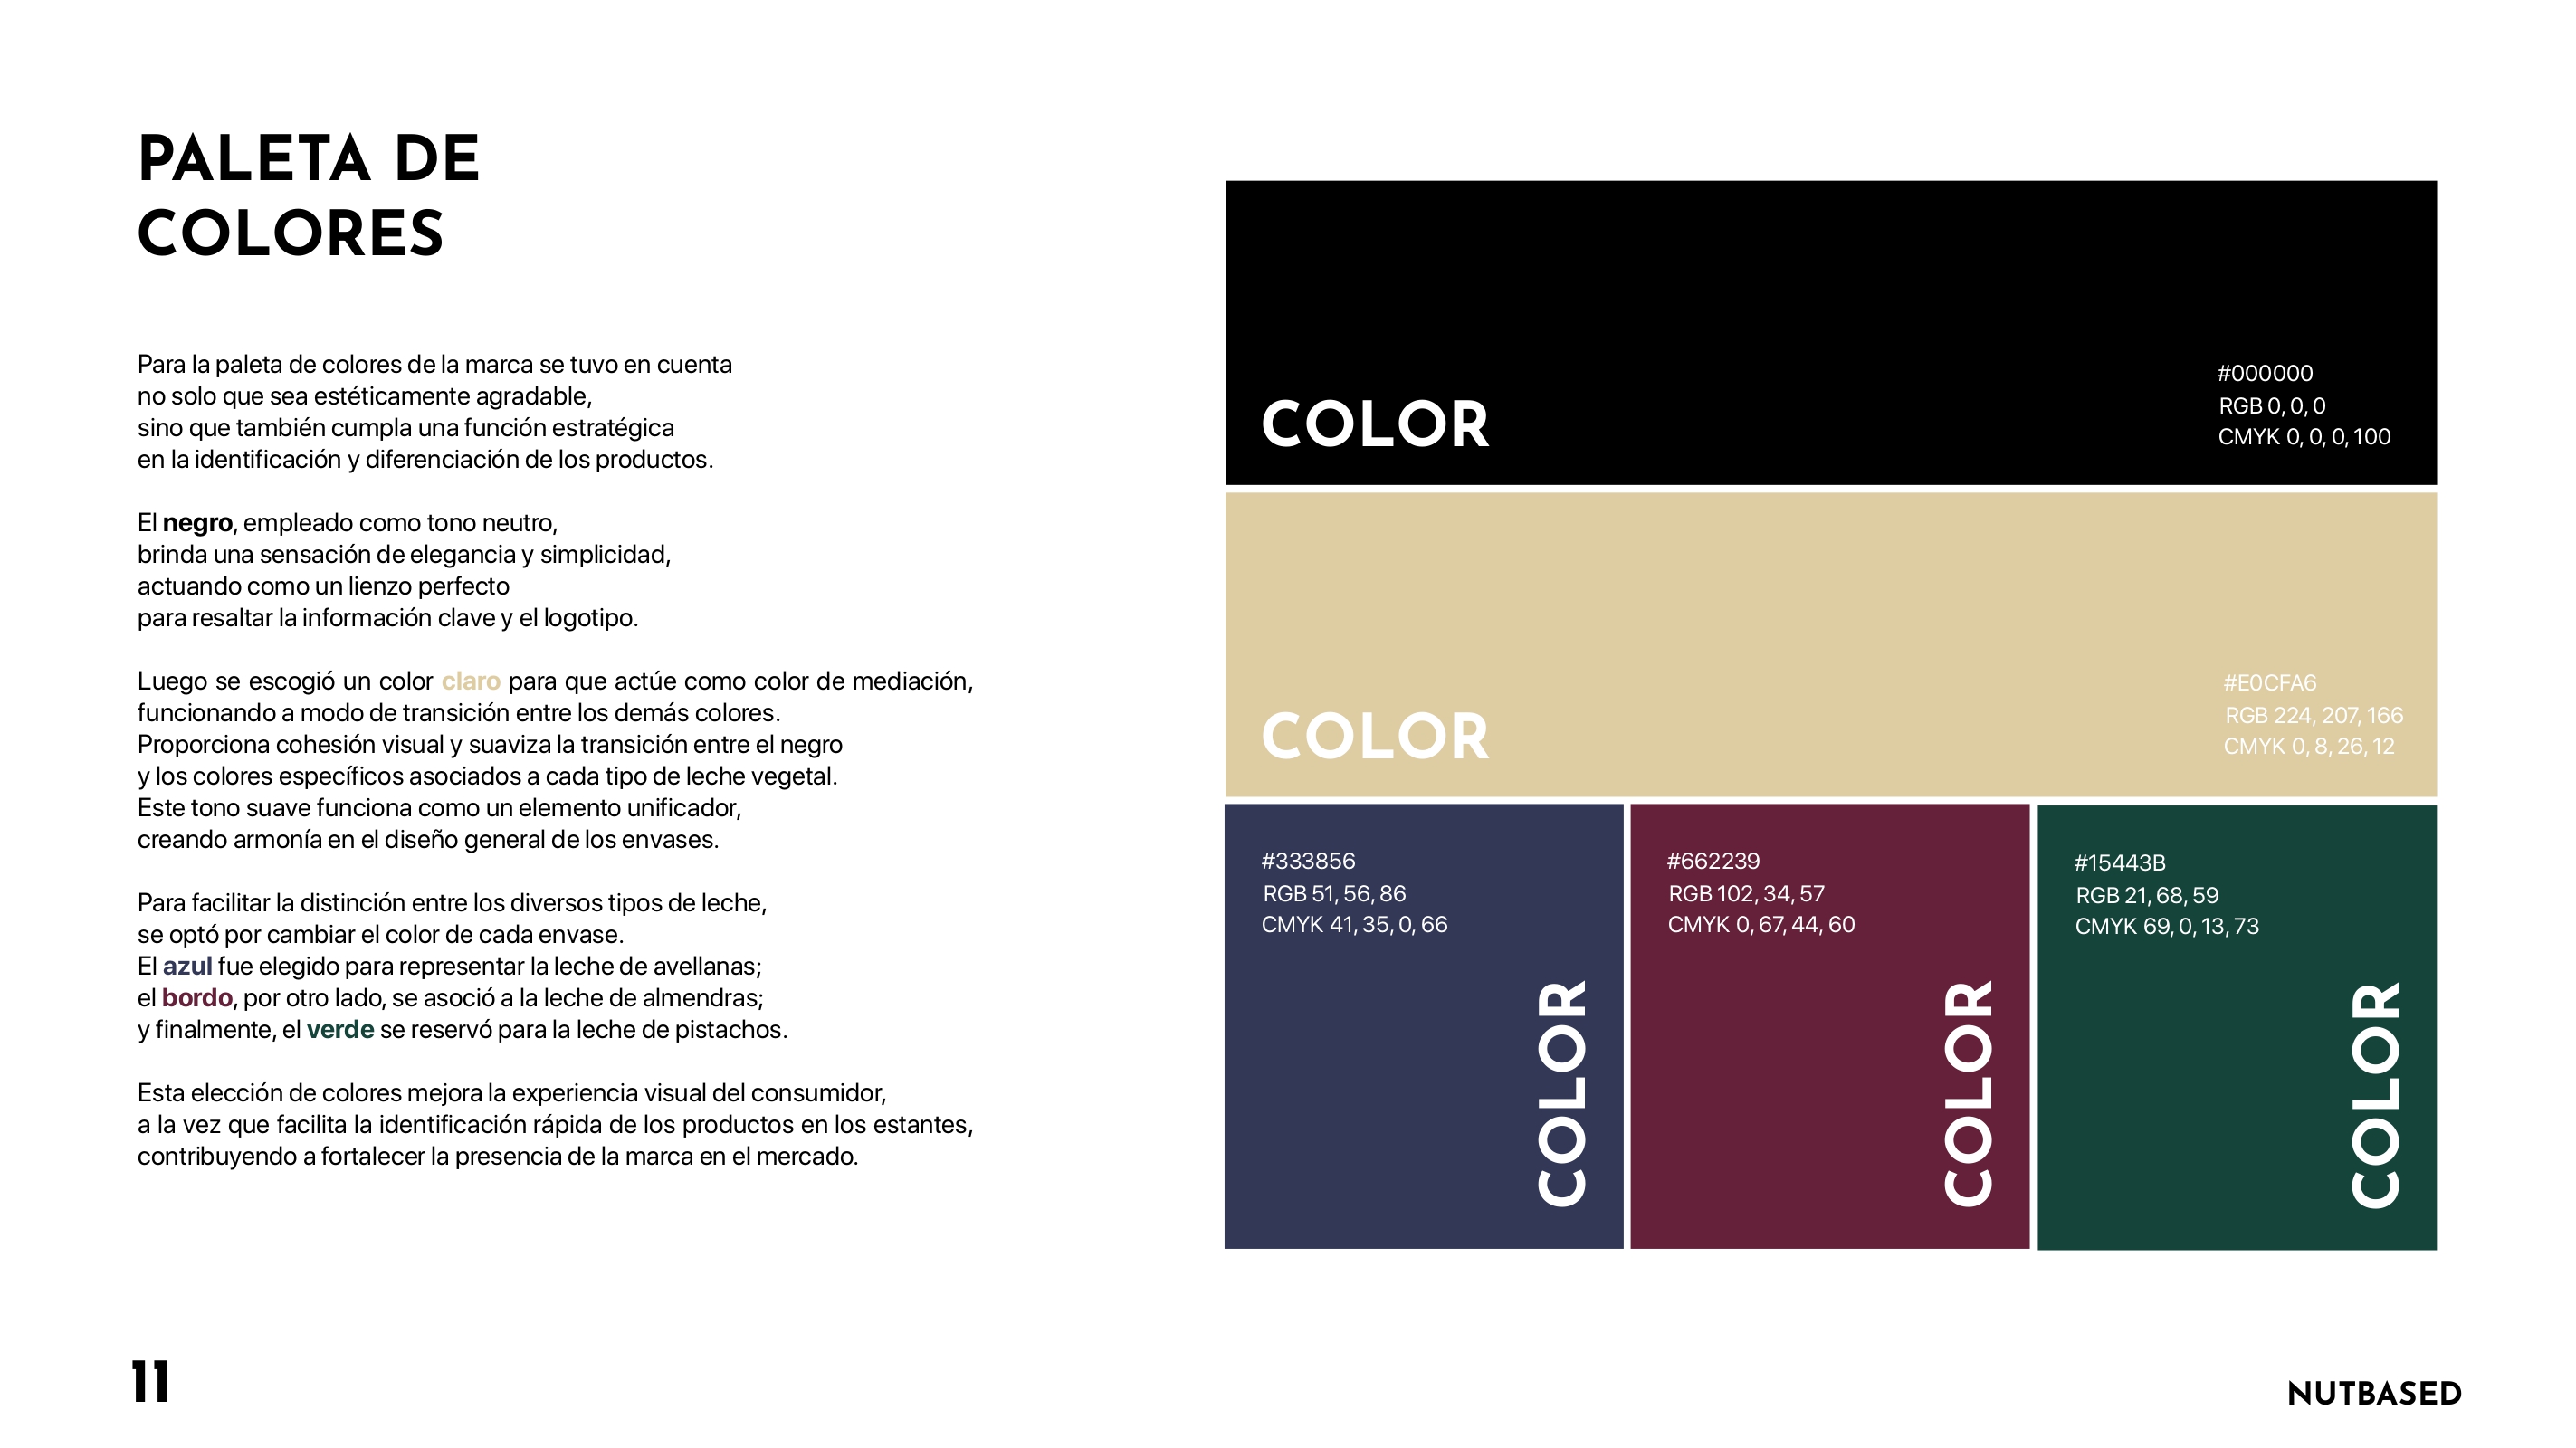 PALETA DE
COLORES
Para la paleta de colores de la marca se tuvo en cuenta
no solo que sea estéticamente agradable,
sino que también cumpla una función estratégica
en la identificación y diferenciación de los productos.
El negro, empleado como tono neutro,
brinda una sensación de elegancia y simplicidad,
actuando como un lienzo perfecto
para resaltar la información clave y el logotipo.
Luego se escogió un color claro para que actúe como color de mediación,
funcionando a modo de transición entre los demás colores.
Proporciona cohesión visual y suaviza la transición entre el negro
y los colores específicos asociados a cada tipo de leche vegetal.
Este tono suave funciona como un elemento unificador,
creando armonía en el diseño general de los envases.
Para facilitar la distinción entre los diversos tipos de leche,
se optó por cambiar el color de cada envase.
El azul fue elegido para representar la leche de avellanas;
el bordo, por otro lado, se asoció a la leche de almendras;
y finalmente, el verde se reservó para la leche de pistachos.
Esta elección de colores mejora la experiencia visual del consumidor,
a la vez que facilita la identificación rápida de los productos en los estantes,
contribuyendo a fortalecer la presencia de la marca en el mercado.
COLOR
#000000
RGB 0, 0, 0
CMYK 0, 0, 0, 100
COLOR
#E0CFA6
RGB 224, 207, 166
CMYK 0, 8, 26, 12
#333856
RGB 51, 56, 86
CMYK 41, 35, 0, 66
COLOR
#662239
RGB 102, 34, 57
CMYK 0, 67, 44, 60
COLOR
#15443B
RGB 21, 68, 59
CMYK 69, 0, 13, 73
COLOR
11
NUTBASED